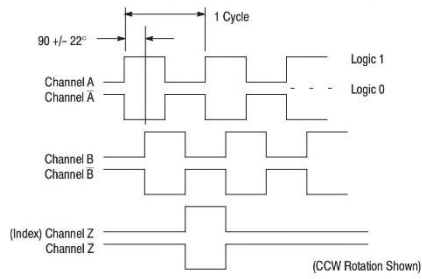 1 Cycle
90 +/- 22°
Logic 1
Channel A
Channel A̅
Logic 0
Channel B
Channel B̅
(Index) Channel Z
Channel Z
(CCW Rotation Shown)